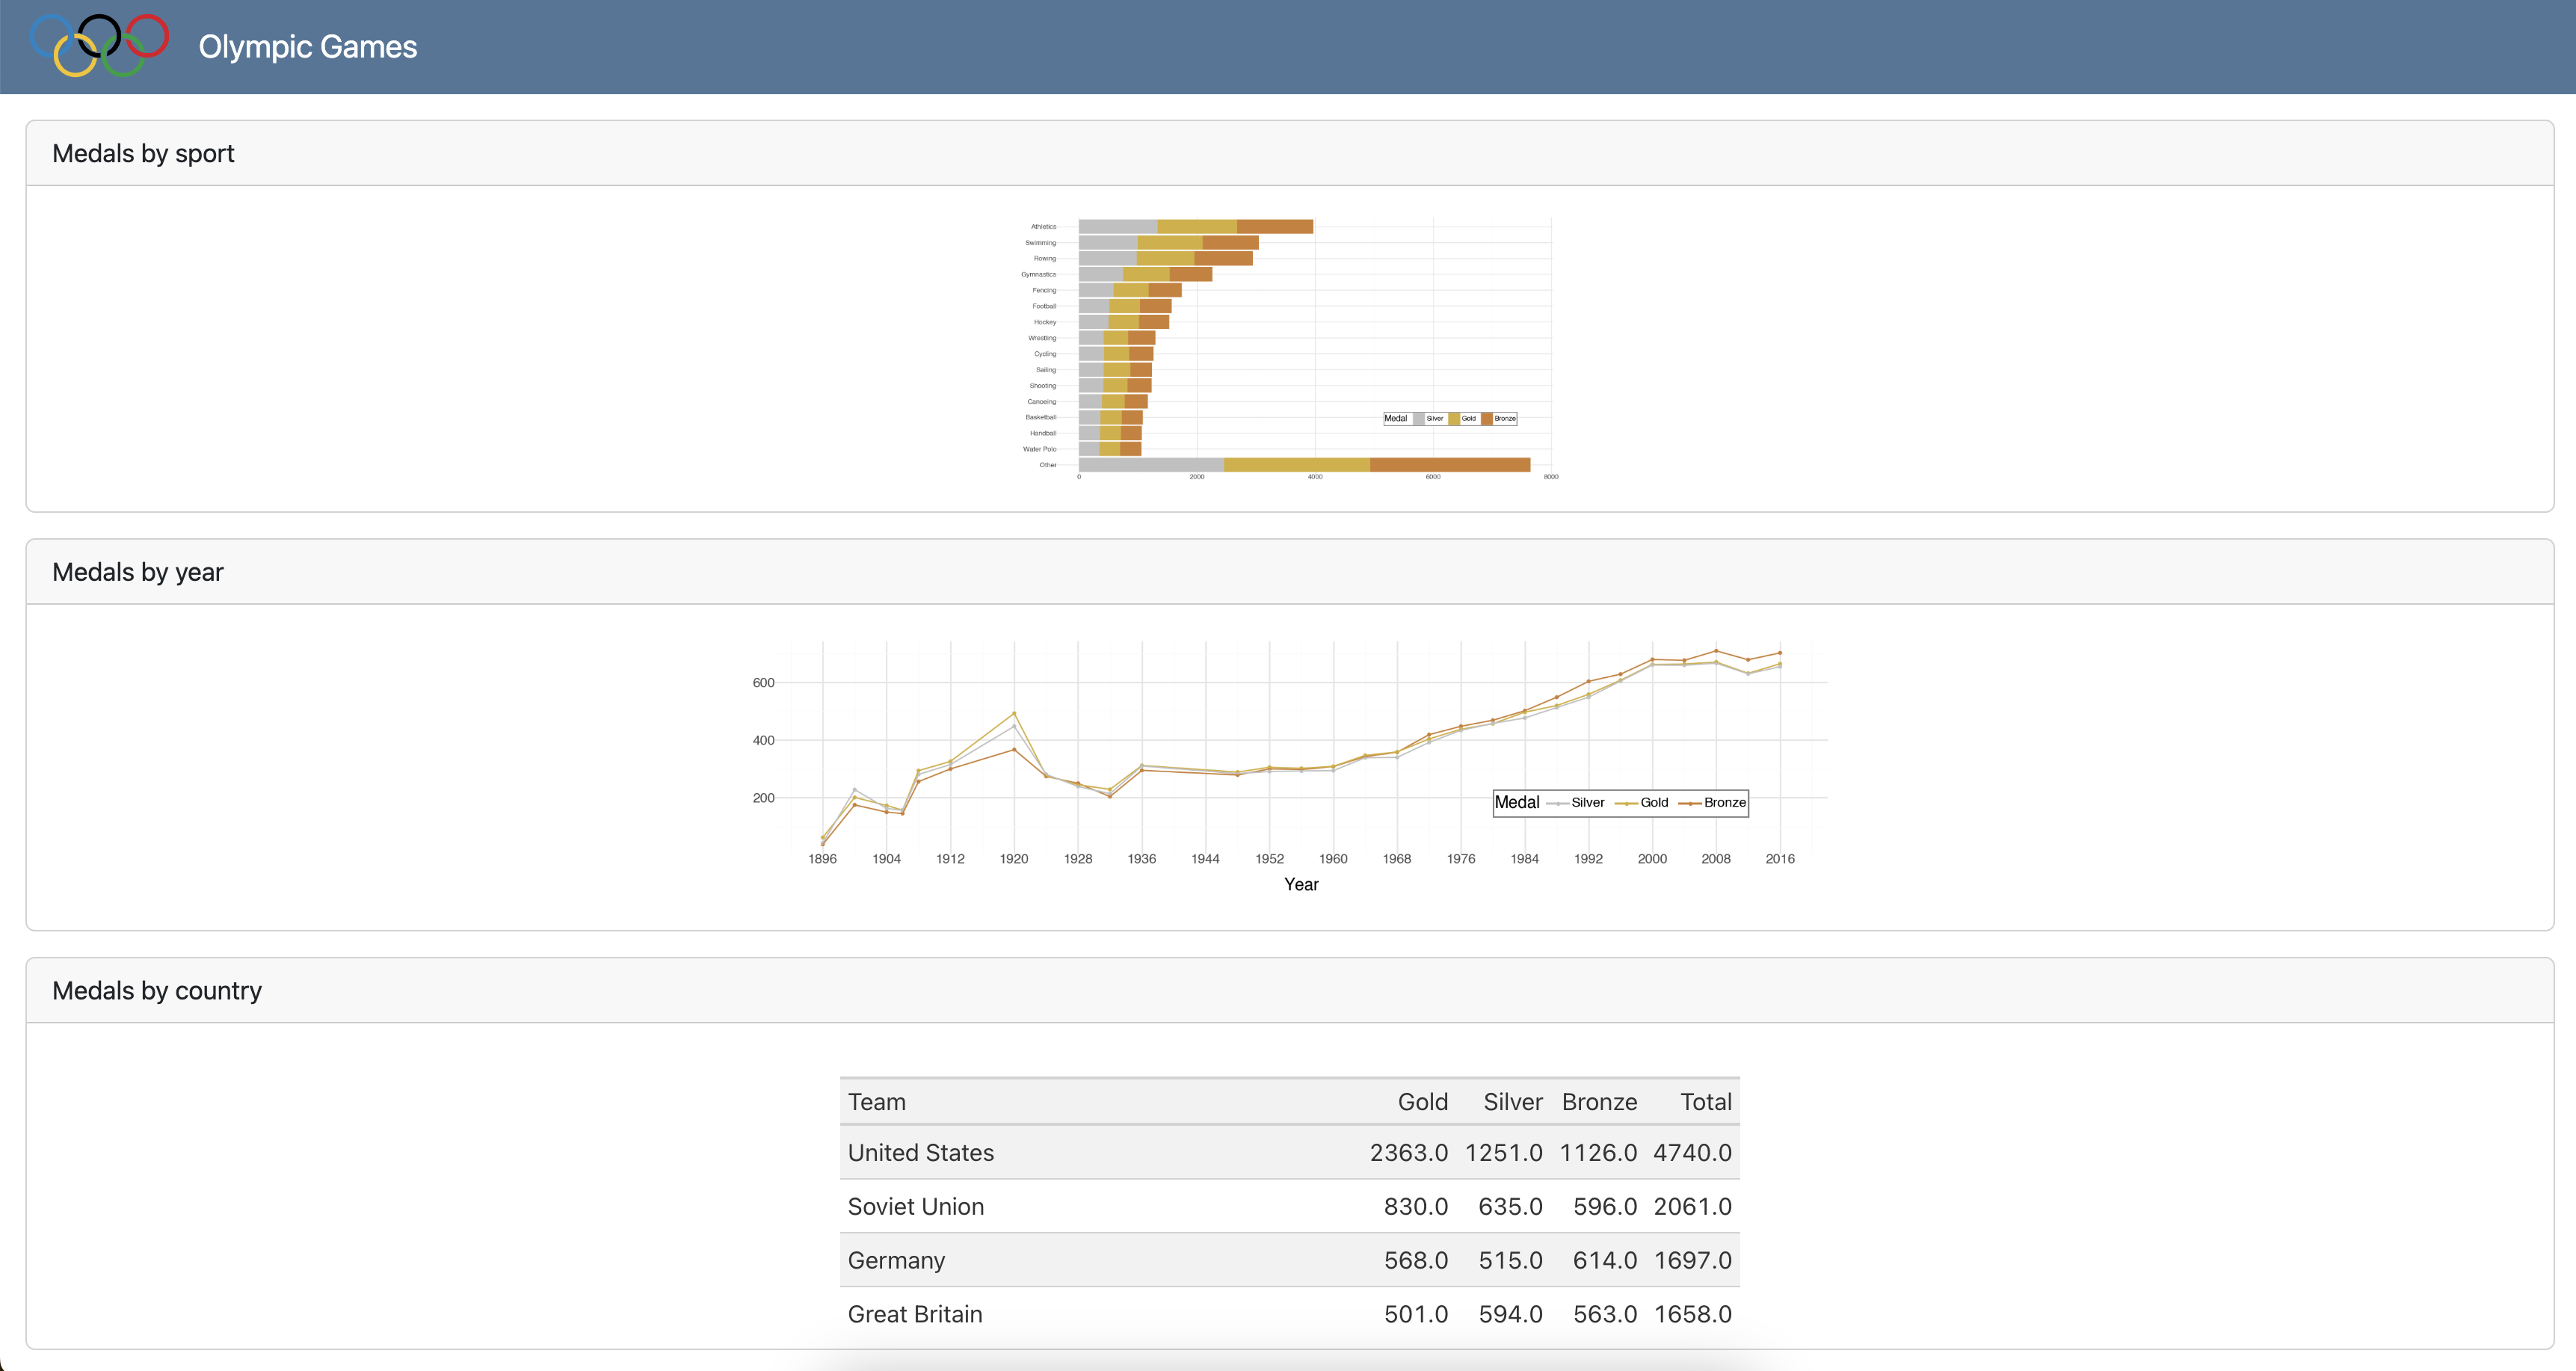 Olympic Games
Medals by sport
Athletics
Swimming
Rowing
Gymnastics
Fencing
Football
Hockey
Wrestling
Cycling
Sailing
Shooting
Canoeing
Basketball
Medal Silver Gold Bronze
Handball
Water Polo
Other
0 2000 4000 6000 8000
Medals by year
600
400
200
Medal Silver Gold Bronze
1896 1904 1912 1920 1928 1936 1944 1952 1960 1968 1976 1984 1992 2000 2008 2016
Year
Medals by country
Team Gold Silver Bronze Total
United States 2363.0 1251.0 1126.0 4740.0
Soviet Union 830.0 635.0 596.0 2061.0
Germany 568.0 515.0 614.0 1697.0
Great Britain 501.0 594.0 563.0 1658.0